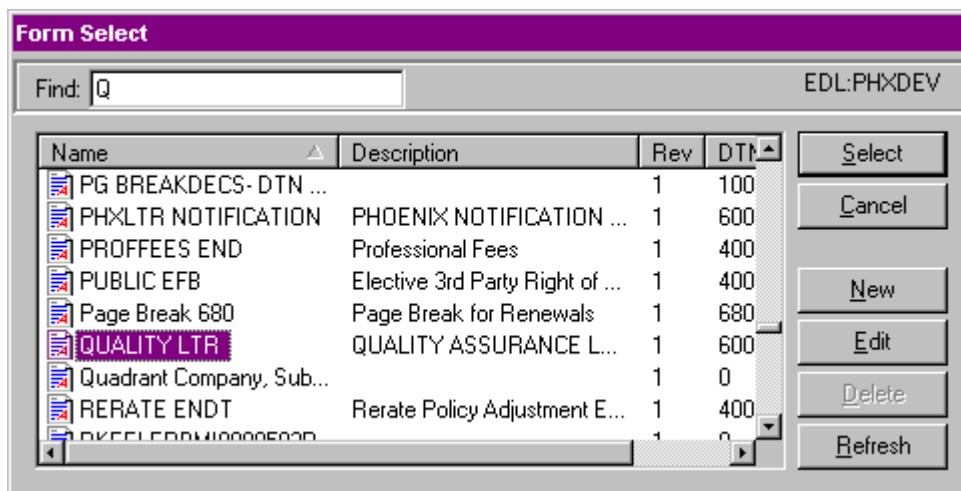 Form Select
Find: Q EDL:PHXDEV
Name Description Rev DTN
PG BREAKDECS- DTN ... 1 100
PHXLTR NOTIFICATION PHOENIX NOTIFICATION ... 1 600
PROFFEES END Professional Fees 1 400
PUBLIC EFB Elective 3rd Party Right of ... 1 400
Page Break 680 Page Break for Renewals 1 680
QUALITY LTR QUALITY ASSURANCE L... 1 600
Quadrant Company, Sub... 1 0
RERATE ENDT Rerate Policy Adjustment E... 1 400
Select
Cancel
New
Edit
Delete
Refresh